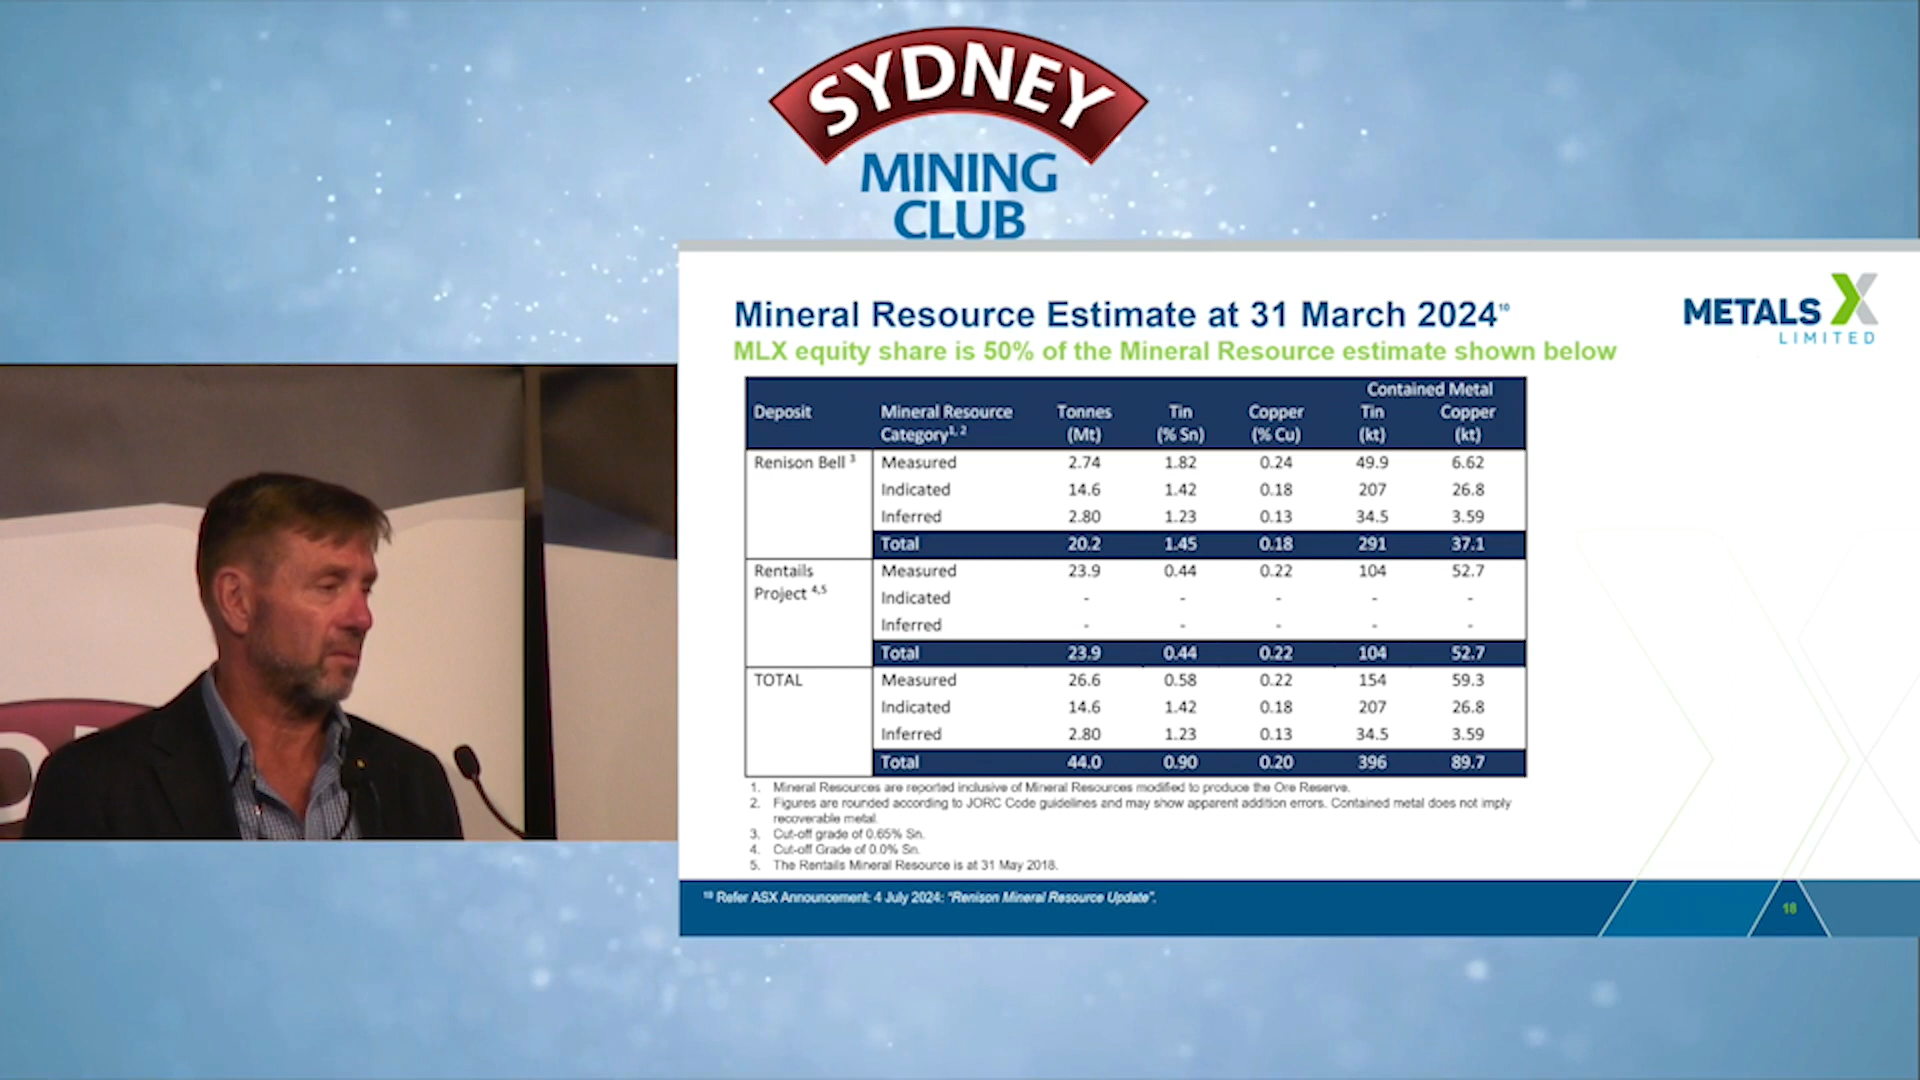 SYDNEY
MINING
CLUB
Mineral Resource Estimate at 31 March 2024¹⁰
MLX equity share is 50% of the Mineral Resource estimate shown below
METALS X
LIMITED
Contained Metal
Deposit Mineral Resource Tonnes Tin Copper Tin Copper
Category¹, ² (Mt) (% Sn) (% Cu) (kt) (kt)
Renison Bell ³ Measured 2.74 1.82 0.24 49.9 6.62
Indicated 14.6 1.42 0.18 207 26.8
Inferred 2.80 1.23 0.13 34.5 3.59
Total 20.2 1.45 0.18 291 37.1
Rentails Measured 23.9 0.44 0.22 104 52.7
Project ⁴,⁵ Indicated - - - - -
Inferred - - - - -
Total 23.9 0.44 0.22 104 52.7
TOTAL Measured 26.6 0.58 0.22 154 59.3
Indicated 14.6 1.42 0.18 207 26.8
Inferred 2.80 1.23 0.13 34.5 3.59
Total 44.0 0.90 0.20 396 89.7
1. Mineral Resources are reported inclusive of Mineral Resources modified to produce the Ore Reserve.
2. Figures are rounded according to JORC Code guidelines and may show apparent addition errors. Contained metal does not imply
recoverable metal.
3. Cut-off grade of 0.65% Sn.
4. Cut-off Grade of 0.0% Sn.
5. The Rentails Mineral Resource is at 31 May 2018.
¹⁰ Refer ASX Announcement: 4 July 2024: "Renison Mineral Resource Update".
18